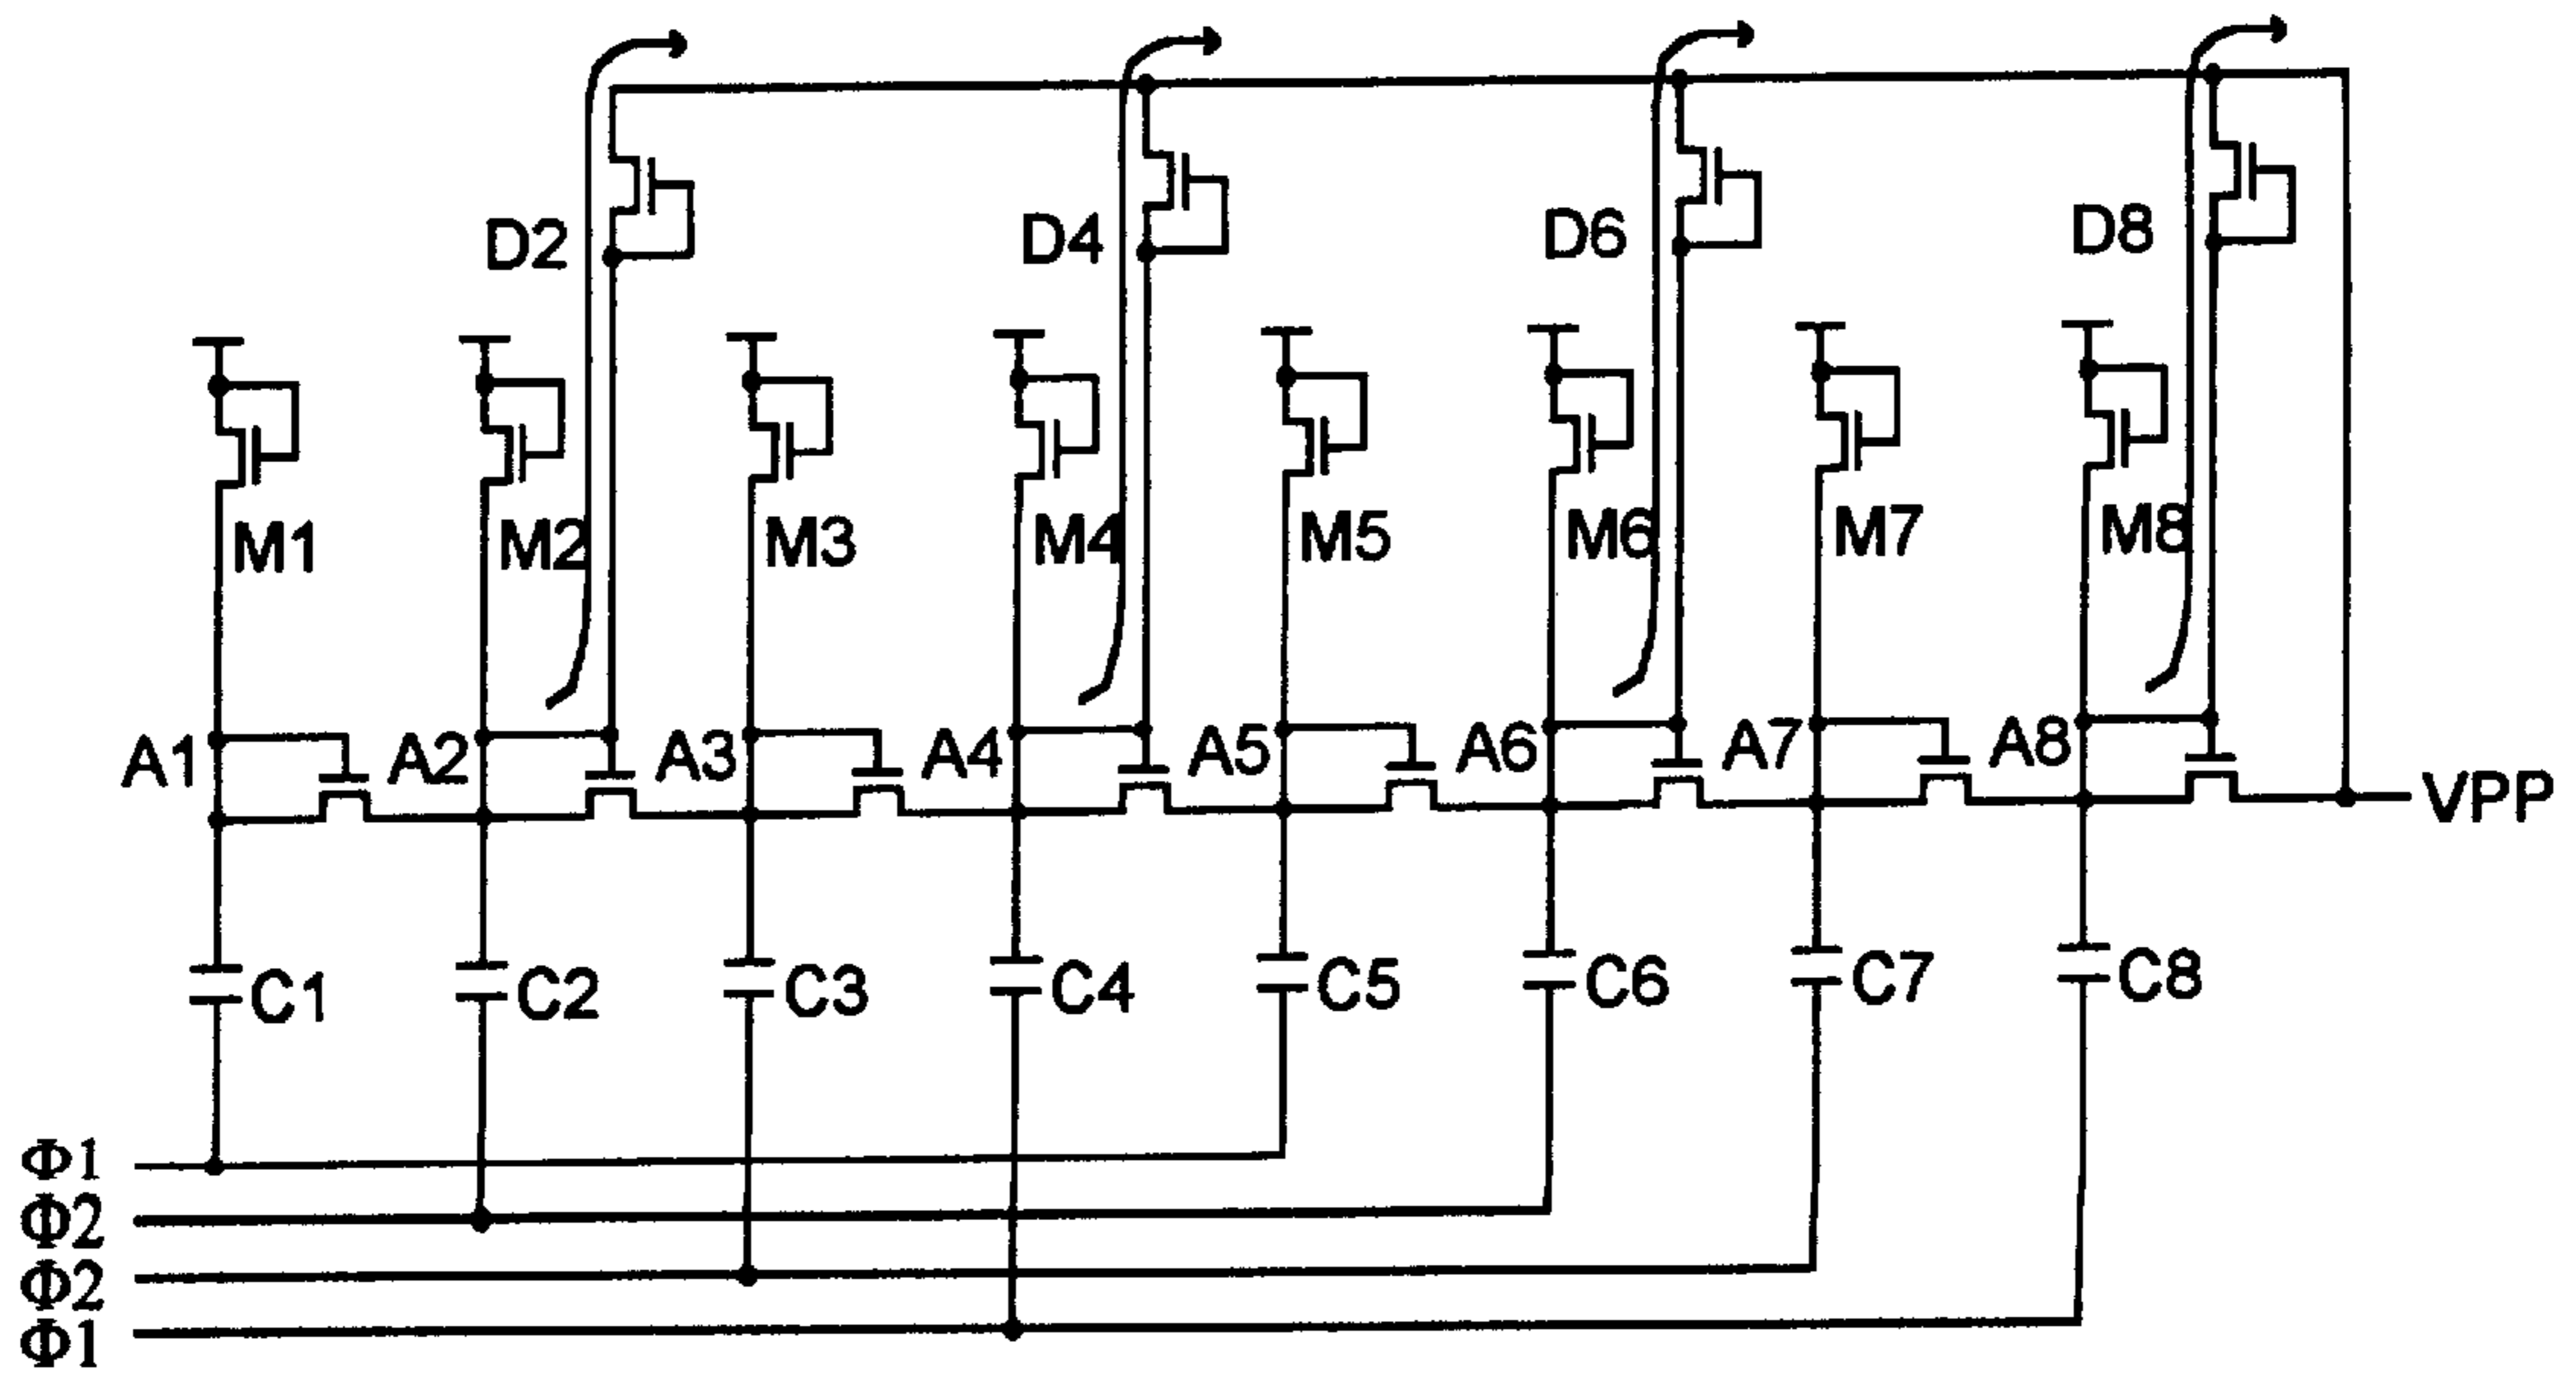 D2 D4 D6 D8
M1 M2 M3 M4 M5 M6 M7 M8
A1 A2 A3 A4 A5 A6 A7 A8 VPP
C1 C2 C3 C4 C5 C6 C7 C8
Φ1
Φ2
Φ2
Φ1